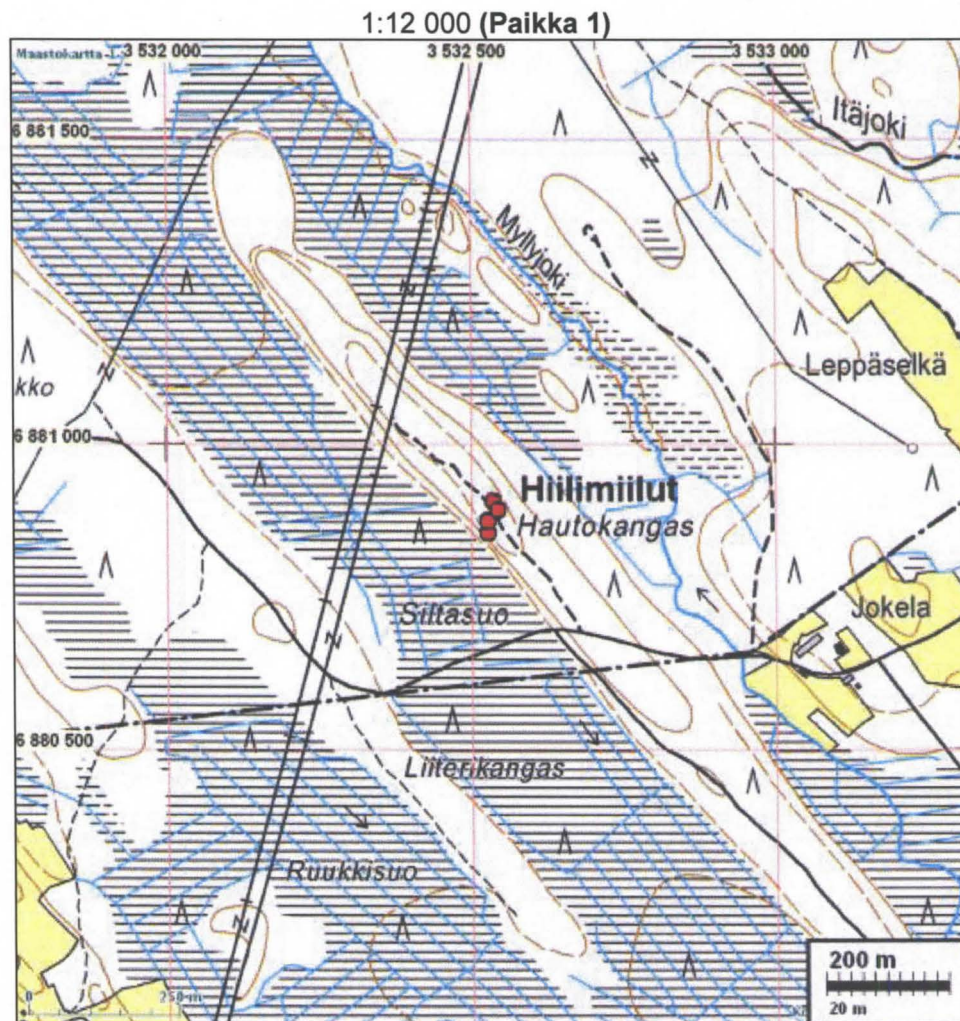 1:12 000 (Paikka 1)
Maastokartta
3 532 000
3 532 500
3 533 000
6 881 500
Itäjoki
Myllyjoki
Leppäselkä
kko
6 881 000
Hiilimiilut
Hautokangas
Siltasuo
Jokela
6 880 500
Liiterikangas
Ruukkisuo
200 m
20 m
0
250 m